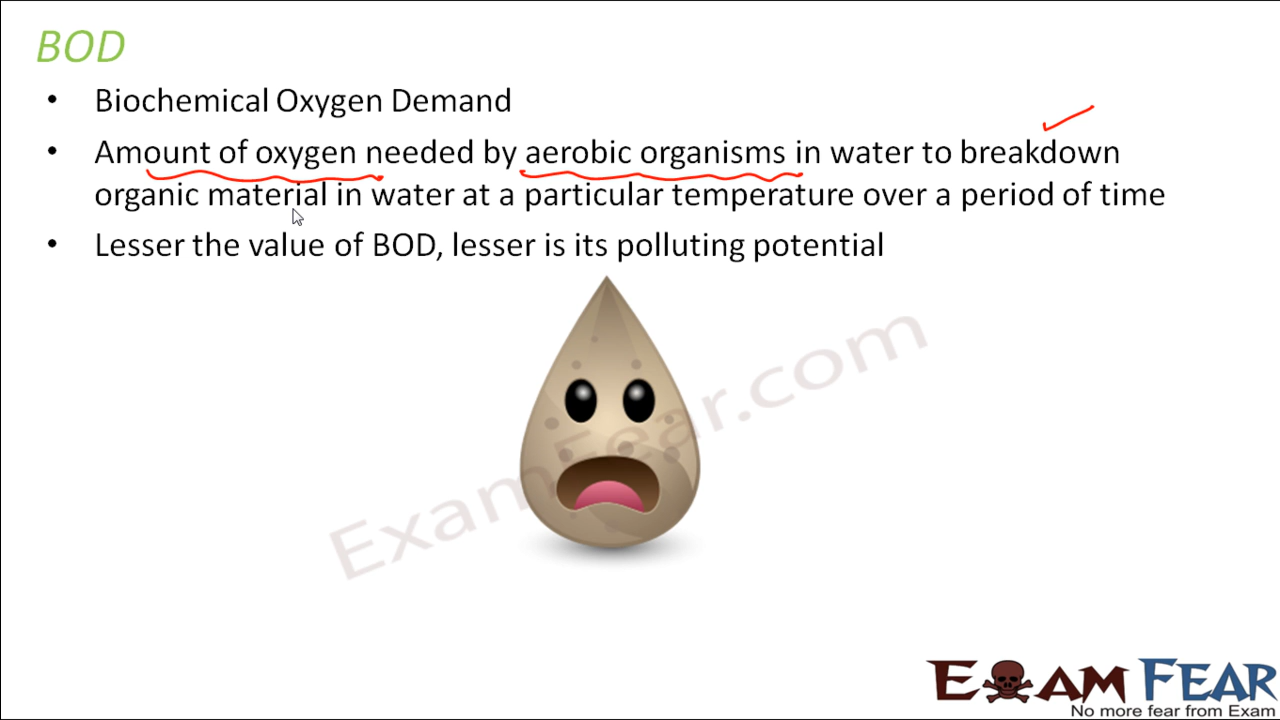 BOD
• Biochemical Oxygen Demand
• Amount of oxygen needed by aerobic organisms in water to breakdown
organic material in water at a particular temperature over a period of time
• Lesser the value of BOD, lesser is its polluting potential
ExamFear.com
EXAM FEAR
No more fear from Exam